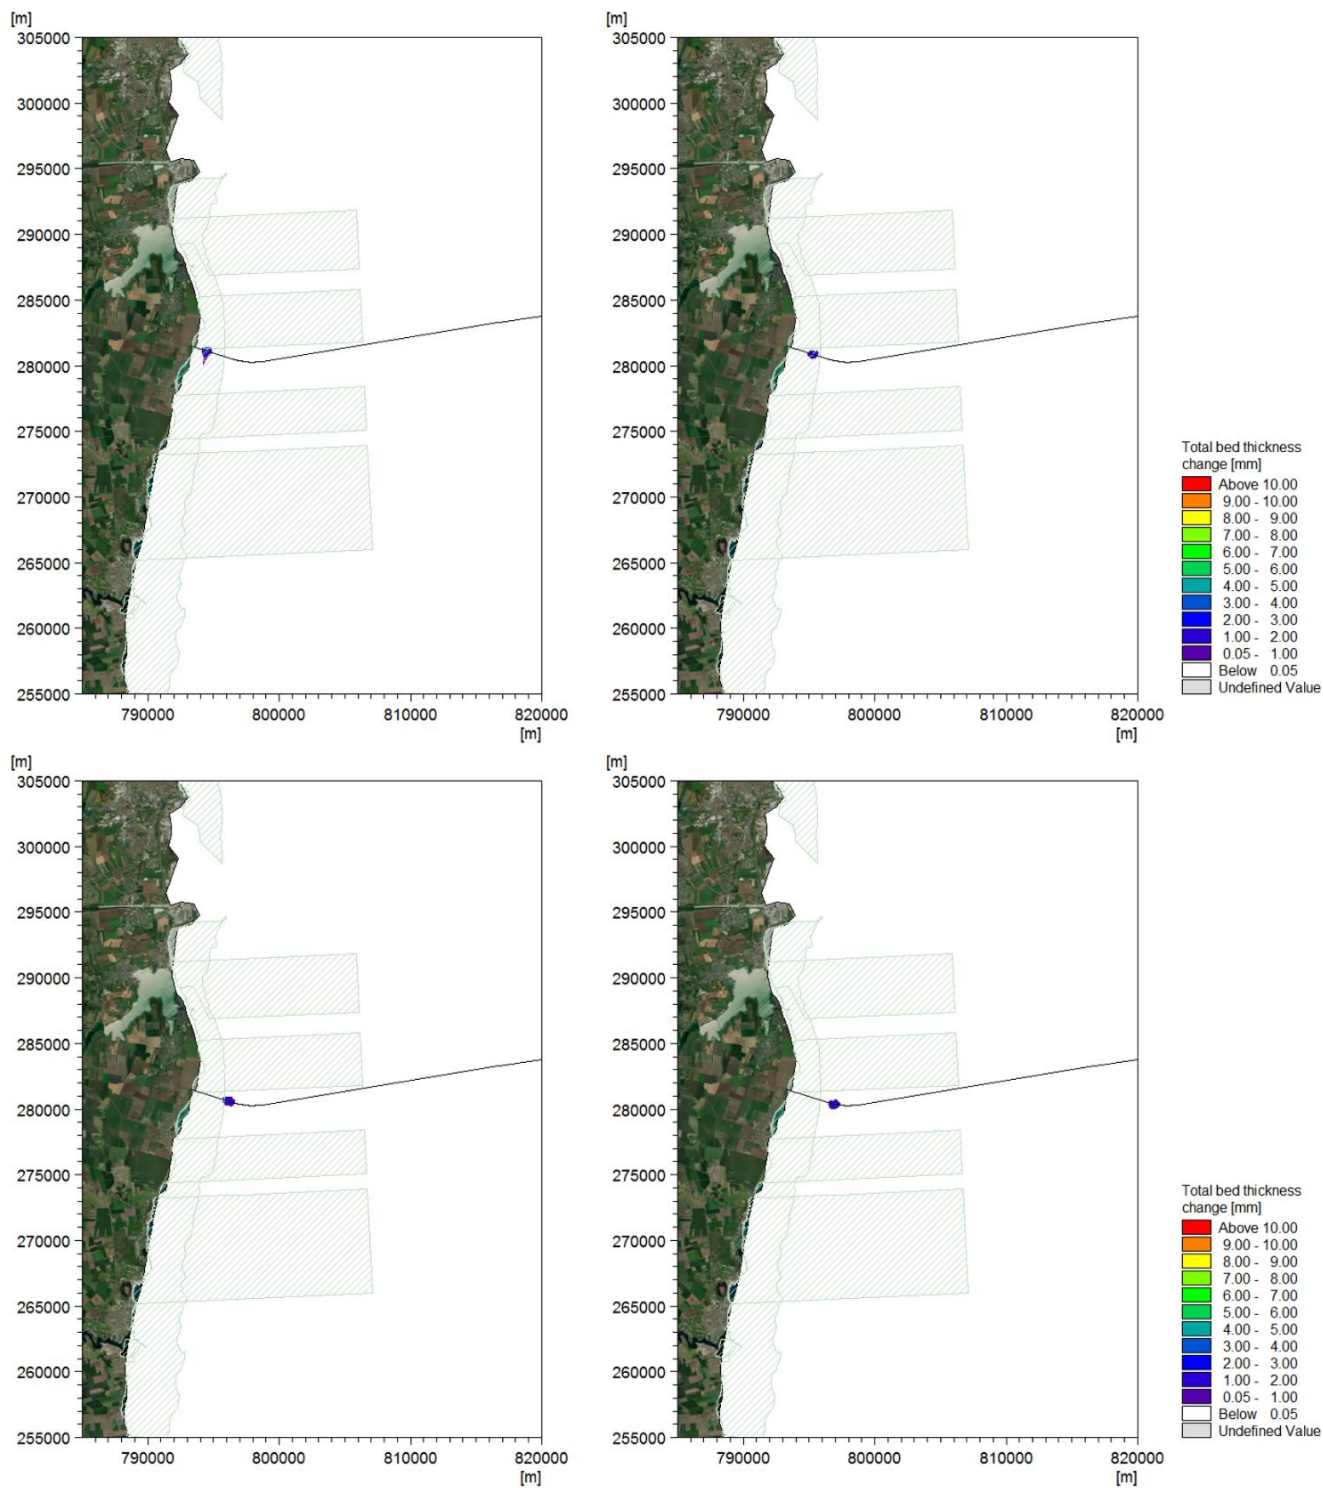 [m]
305000
300000
295000
290000
285000
280000
275000
270000
265000
260000
255000
790000 800000 810000 820000
[m]
[m]
305000
300000
295000
290000
285000
280000
275000
270000
265000
260000
255000
790000 800000 810000 820000
[m]
Total bed thickness
change [mm]
Above 10.00
9.00 - 10.00
8.00 - 9.00
7.00 - 8.00
6.00 - 7.00
5.00 - 6.00
4.00 - 5.00
3.00 - 4.00
2.00 - 3.00
1.00 - 2.00
0.05 - 1.00
Below 0.05
Undefined Value
[m]
305000
300000
295000
290000
285000
280000
275000
270000
265000
260000
255000
790000 800000 810000 820000
[m]
[m]
305000
300000
295000
290000
285000
280000
275000
270000
265000
260000
255000
790000 800000 810000 820000
[m]
Total bed thickness
change [mm]
Above 10.00
9.00 - 10.00
8.00 - 9.00
7.00 - 8.00
6.00 - 7.00
5.00 - 6.00
4.00 - 5.00
3.00 - 4.00
2.00 - 3.00
1.00 - 2.00
0.05 - 1.00
Below 0.05
Undefined Value